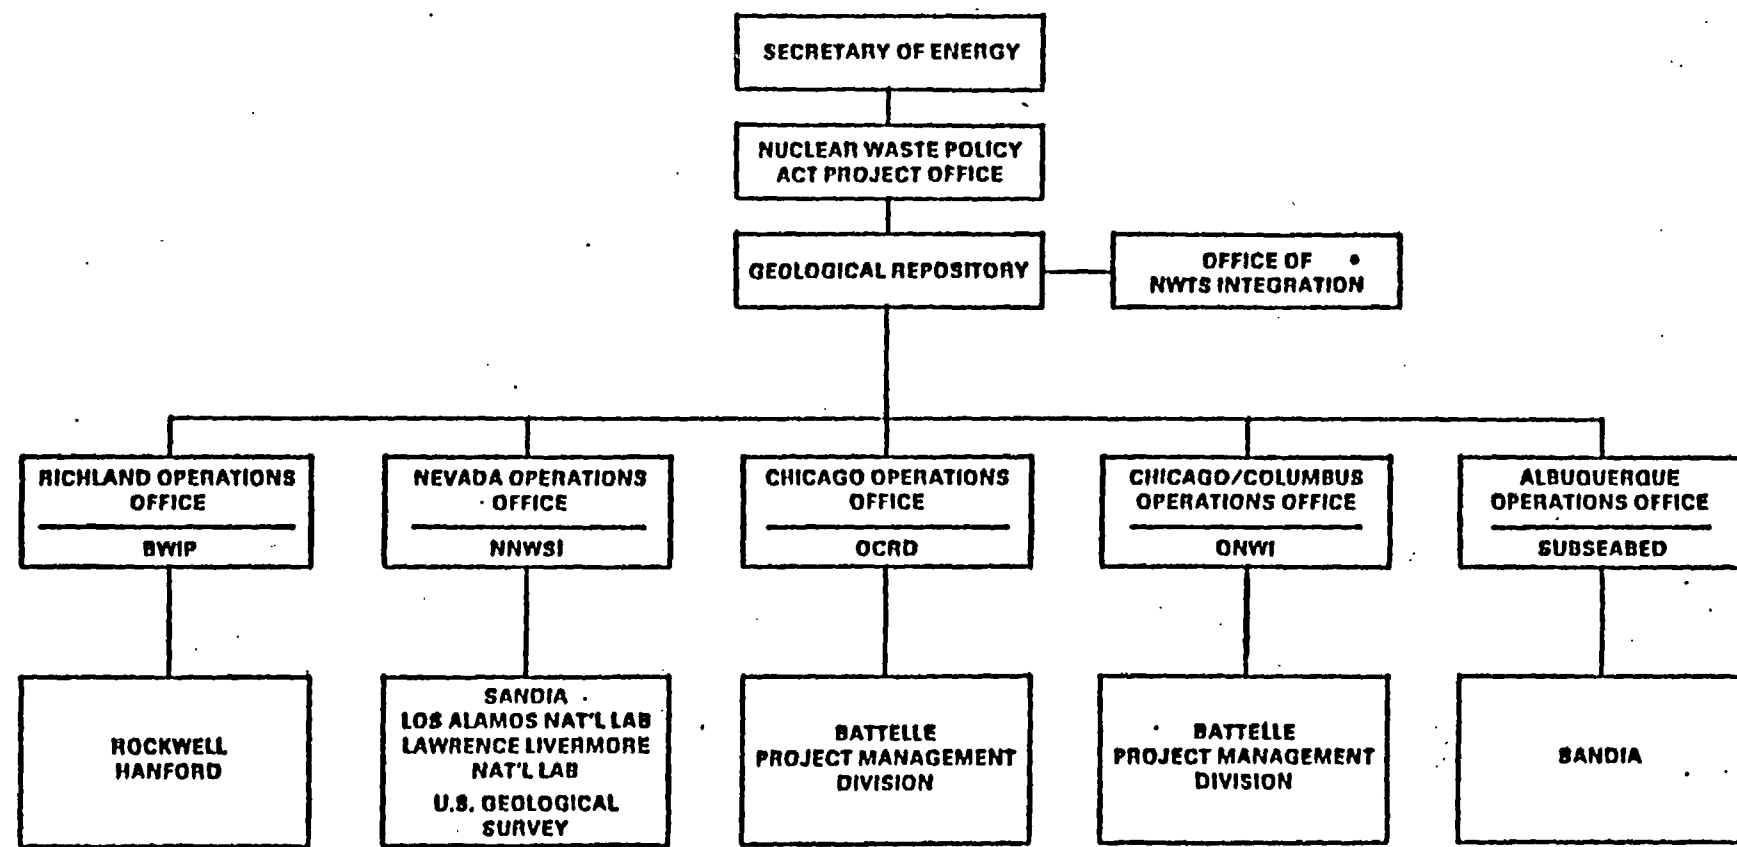 SECRETARY OF ENERGY
NUCLEAR WASTE POLICY
ACT PROJECT OFFICE
GEOLOGICAL REPOSITORY
OFFICE OF
NWTS INTEGRATION
RICHLAND OPERATIONS
OFFICE
BWIP
NEVADA OPERATIONS
OFFICE
NNWSI
CHICAGO OPERATIONS
OFFICE
OCRD
CHICAGO/COLUMBUS
OPERATIONS OFFICE
ONWI
ALBUQUERQUE
OPERATIONS OFFICE
SUBSEABED
ROCKWELL
HANFORD
SANDIA
LOS ALAMOS NAT'L LAB
LAWRENCE LIVERMORE
NAT'L LAB
U.S. GEOLOGICAL
SURVEY
BATTELLE
PROJECT MANAGEMENT
DIVISION
BATTELLE
PROJECT MANAGEMENT
DIVISION
SANDIA